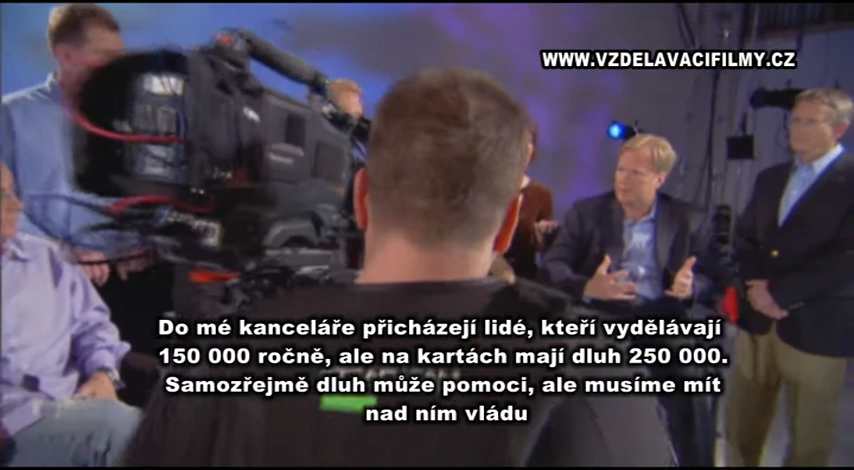 WWW.VZDELAVACIFILMY.CZ
Do mé kanceláře přicházejí lidé, kteří vydělávají
150 000 ročně, ale na kartách mají dluh 250 000.
Samozřejmě dluh může pomoci, ale musíme mít
nad ním vládu